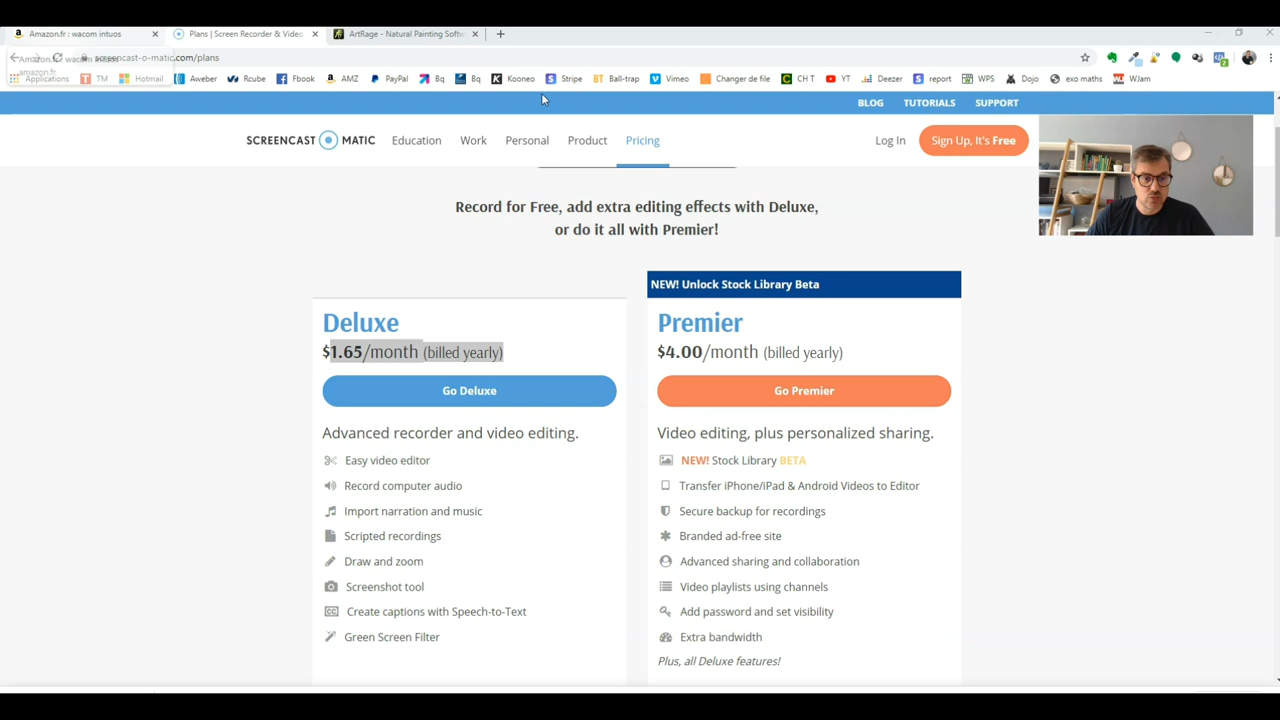 Amazon.fr : wacom intuos
Plans | Screen Recorder & Video
ArtRage - Natural Painting Softw
screencast-o-matic.com/plans
Amazon.fr : wacom intuos
amazon.fr
Applications TM Hotmail Aweber Rcube Fbook AMZ PayPal Bq Bq Kooneo Stripe Ball-trap Vimeo Changer de file CH T YT Deezer report WPS Dojo exo maths WJam
BLOG TUTORIALS SUPPORT
SCREENCAST MATIC Education Work Personal Product Pricing Log In Sign Up, It's Free
Record for Free, add extra editing effects with Deluxe,
or do it all with Premier!
NEW! Unlock Stock Library Beta
Deluxe
$1.65/month (billed yearly)
Go Deluxe
Advanced recorder and video editing.
Easy video editor
Record computer audio
Import narration and music
Scripted recordings
Draw and zoom
Screenshot tool
CC Create captions with Speech-to-Text
Green Screen Filter
Premier
$4.00/month (billed yearly)
Go Premier
Video editing, plus personalized sharing.
NEW! Stock Library BETA
Transfer iPhone/iPad & Android Videos to Editor
Secure backup for recordings
Branded ad-free site
Advanced sharing and collaboration
Video playlists using channels
Add password and set visibility
Extra bandwidth
Plus, all Deluxe features!